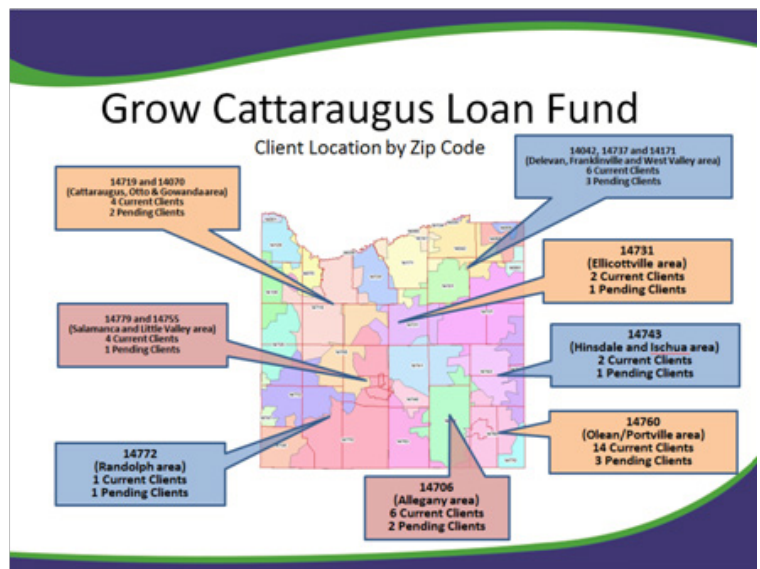 Grow Cattaraugus Loan Fund
Client Location by Zip Code
14042, 14737 and 14171
(Delevan, Franklinville and West Valley area)
6 Current Clients
3 Pending Clients
14719 and 14070
(Cattaraugus, Otto & Gowanda area)
4 Current Clients
2 Pending Clients
14731
(Ellicottville area)
2 Current Clients
1 Pending Clients
14779 and 14755
(Salamanca and Little Valley area)
4 Current Clients
1 Pending Clients
14743
(Hinsdale and Ischua area)
2 Current Clients
1 Pending Clients
14760
(Olean/Portville area)
14 Current Clients
3 Pending Clients
14772
(Randolph area)
1 Current Clients
1 Pending Clients
14706
(Allegany area)
6 Current Clients
2 Pending Clients